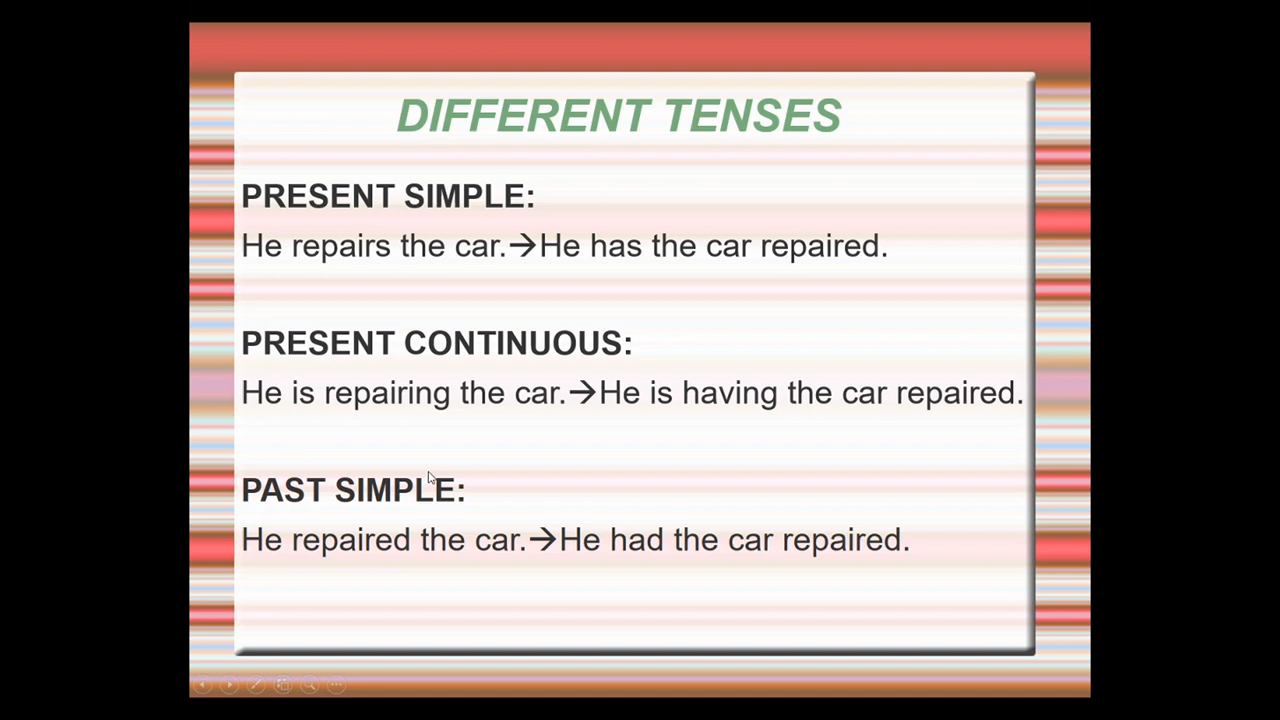 DIFFERENT TENSES
PRESENT SIMPLE:
He repairs the car.→He has the car repaired.
PRESENT CONTINUOUS:
He is repairing the car.→He is having the car repaired.
PAST SIMPLE:
He repaired the car.→He had the car repaired.